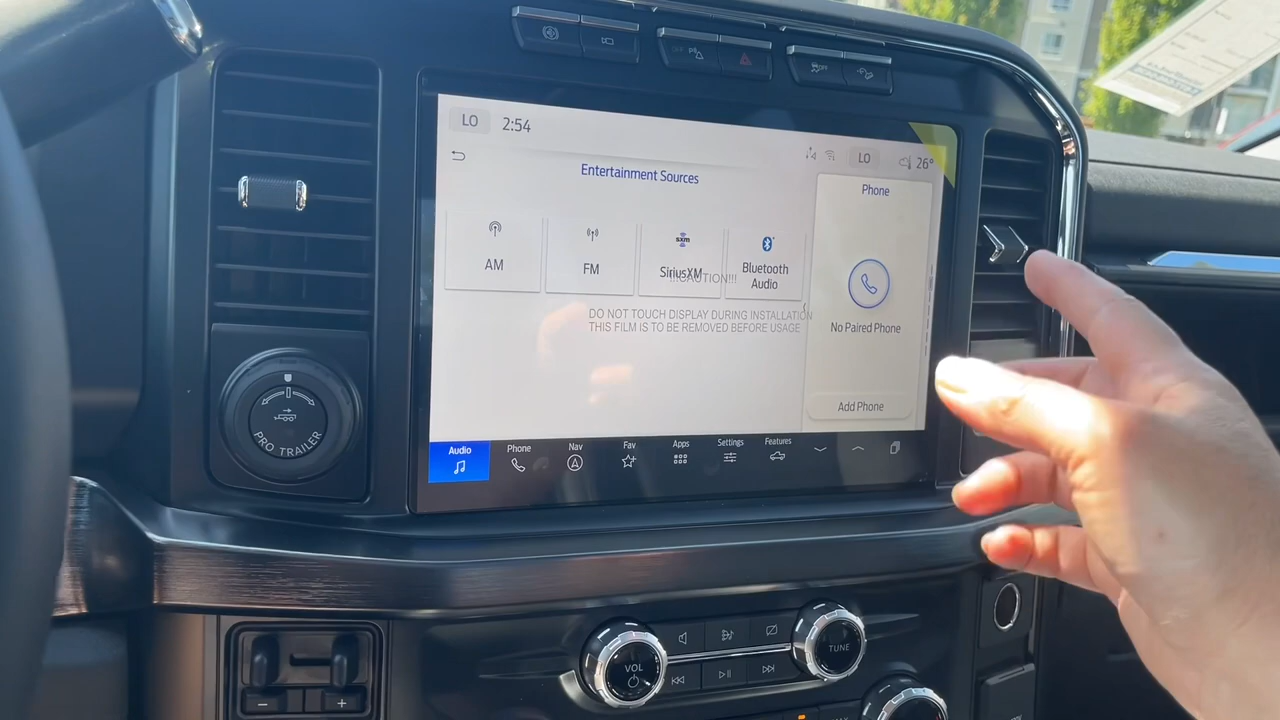 LO 2:54
LO 26°
Entertainment Sources
Phone
AM
FM
sxm
SiriusXM
Bluetooth
Audio
!!!CAUTION!!!
DO NOT TOUCH DISPLAY DURING INSTALLATION
THIS FILM IS TO BE REMOVED BEFORE USAGE
No Paired Phone
Add Phone
Audio
Phone
Nav
Fav
Apps
Settings
Features
PRO TRAILER
VOL
TUNE